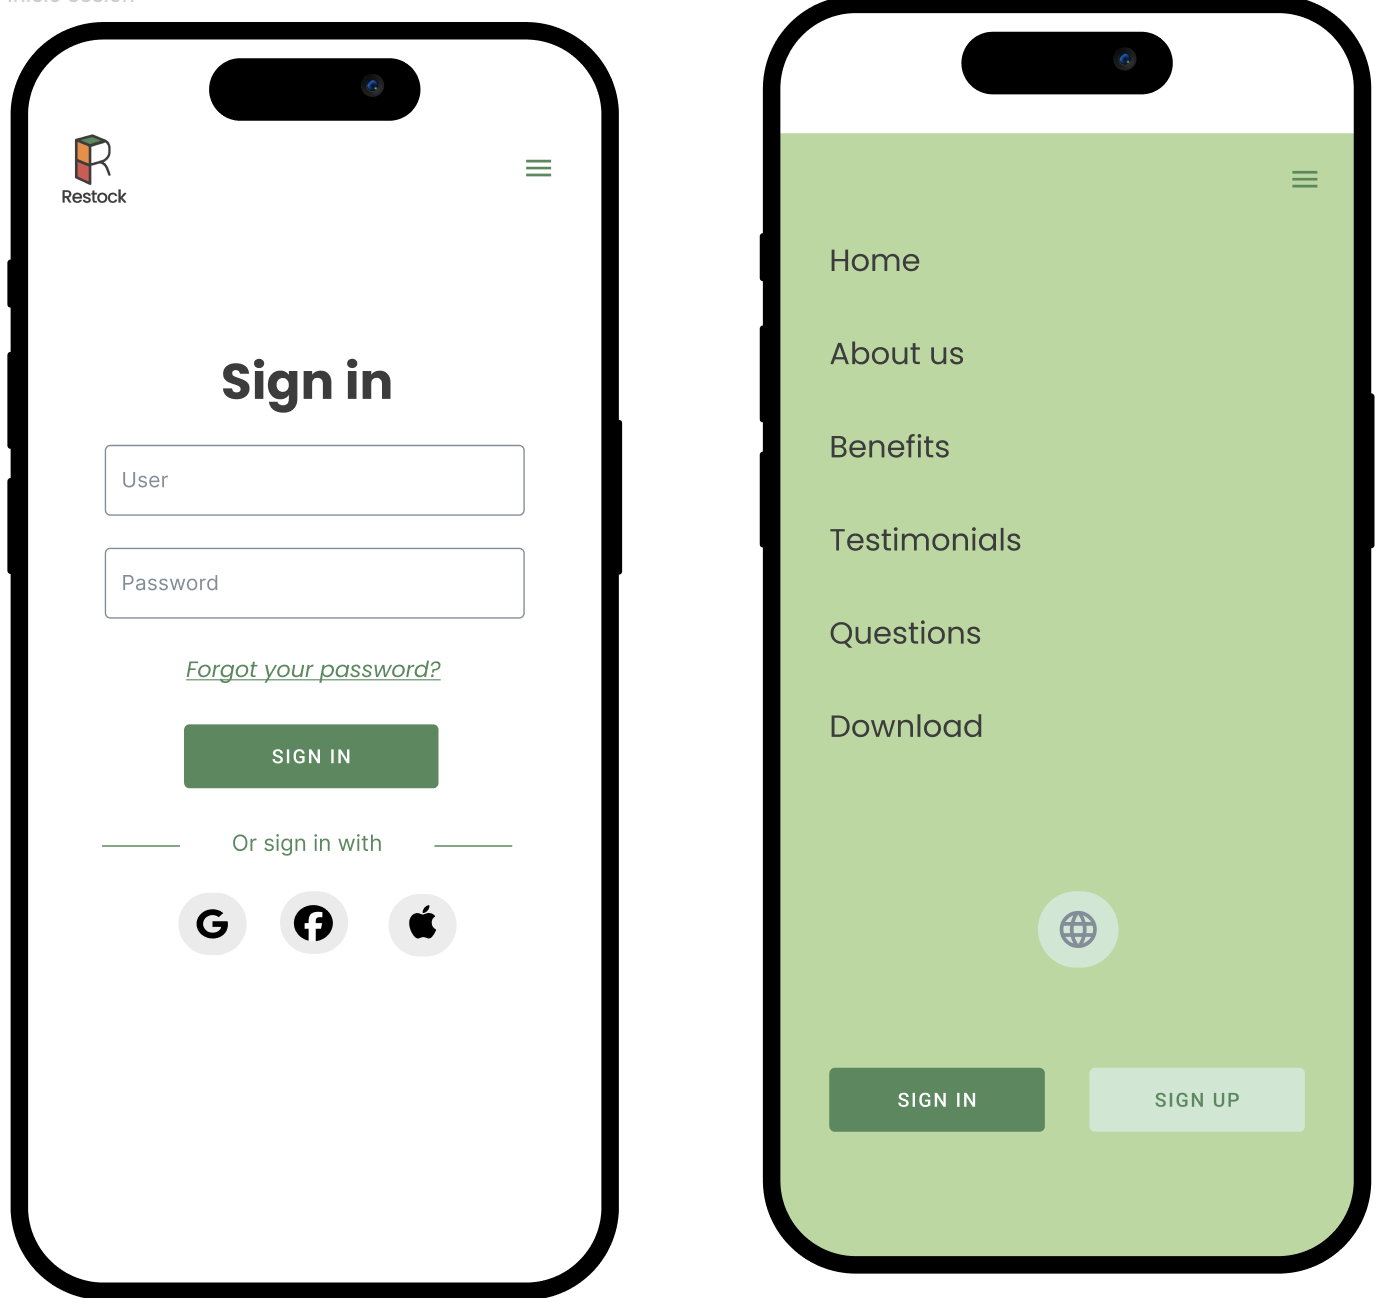 Restock
Sign in
User
Password
Forgot your password?
SIGN IN
Or sign in with
Home
About us
Benefits
Testimonials
Questions
Download
SIGN IN
SIGN UP